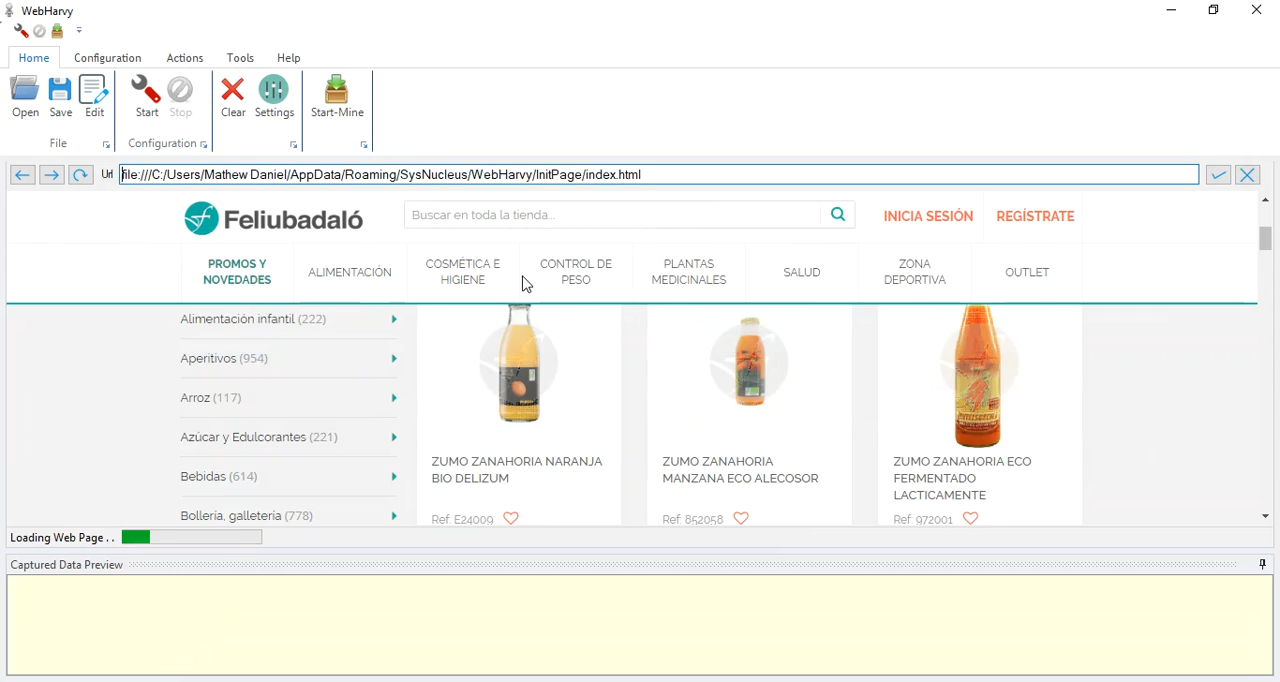 WebHarvy
Home Configuration Actions Tools Help
Open Save Edit Start Stop Clear Settings Start-Mine
File Configuration
Url file:///C:/Users/Mathew Daniel/AppData/Roaming/SysNucleus/WebHarvy/InitPage/index.html
Feliubadaló Buscar en toda la tienda... INICIA SESIÓN REGÍSTRATE
PROMOS Y NOVEDADES
ALIMENTACIÓN
COSMÉTICA E HIGIENE
CONTROL DE PESO
PLANTAS MEDICINALES
SALUD
ZONA DEPORTIVA
OUTLET
Alimentación infantil (222)
Aperitivos (954)
Arroz (117)
Azúcar y Edulcorantes (221)
Bebidas (614)
Bollería, galletería (778)
ZUMO ZANAHORIA NARANJA
BIO DELIZUM
Ref. E24009
ZUMO ZANAHORIA
MANZANA ECO ALECOSOR
Ref. 852058
ZUMO ZANAHORIA ECO
FERMENTADO
LACTICAMENTE
Ref. 972001
Loading Web Page . .
Captured Data Preview